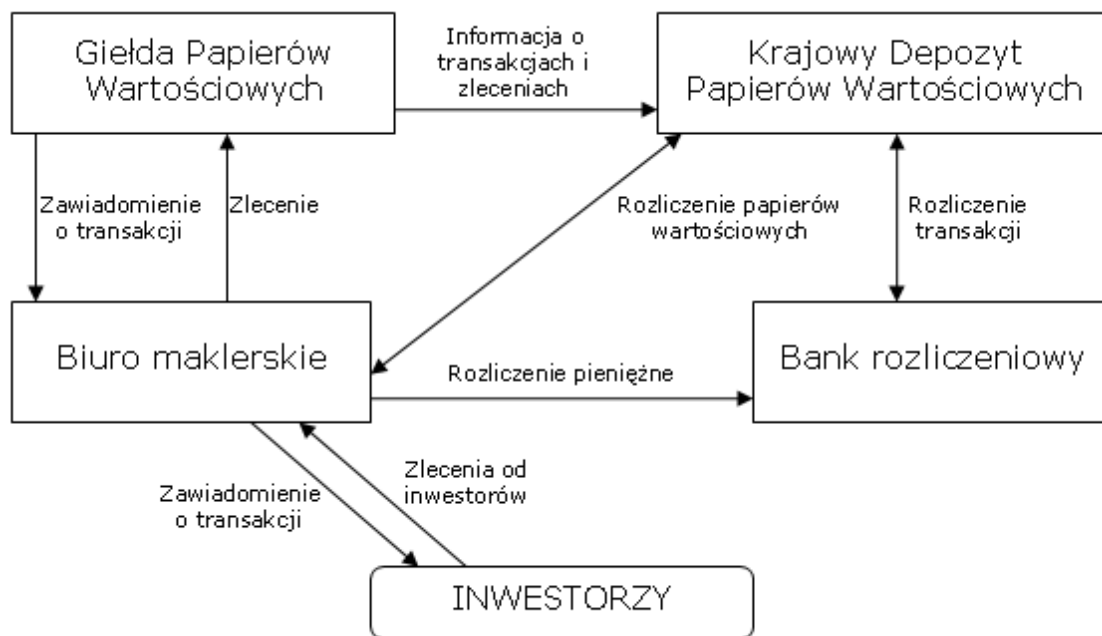 Giełda Papierów
Wartościowych
Informacja o
transakcjach i
zleceniach
Krajowy Depozyt
Papierów Wartościowych
Zawiadomienie
o transakcji
Zlecenie
Rozliczenie papierów
wartościowych
Rozliczenie
transakcji
Biuro maklerskie
Rozliczenie pieniężne
Bank rozliczeniowy
Zawiadomienie
o transakcji
Zlecenia od
inwestorów
INWESTORZY